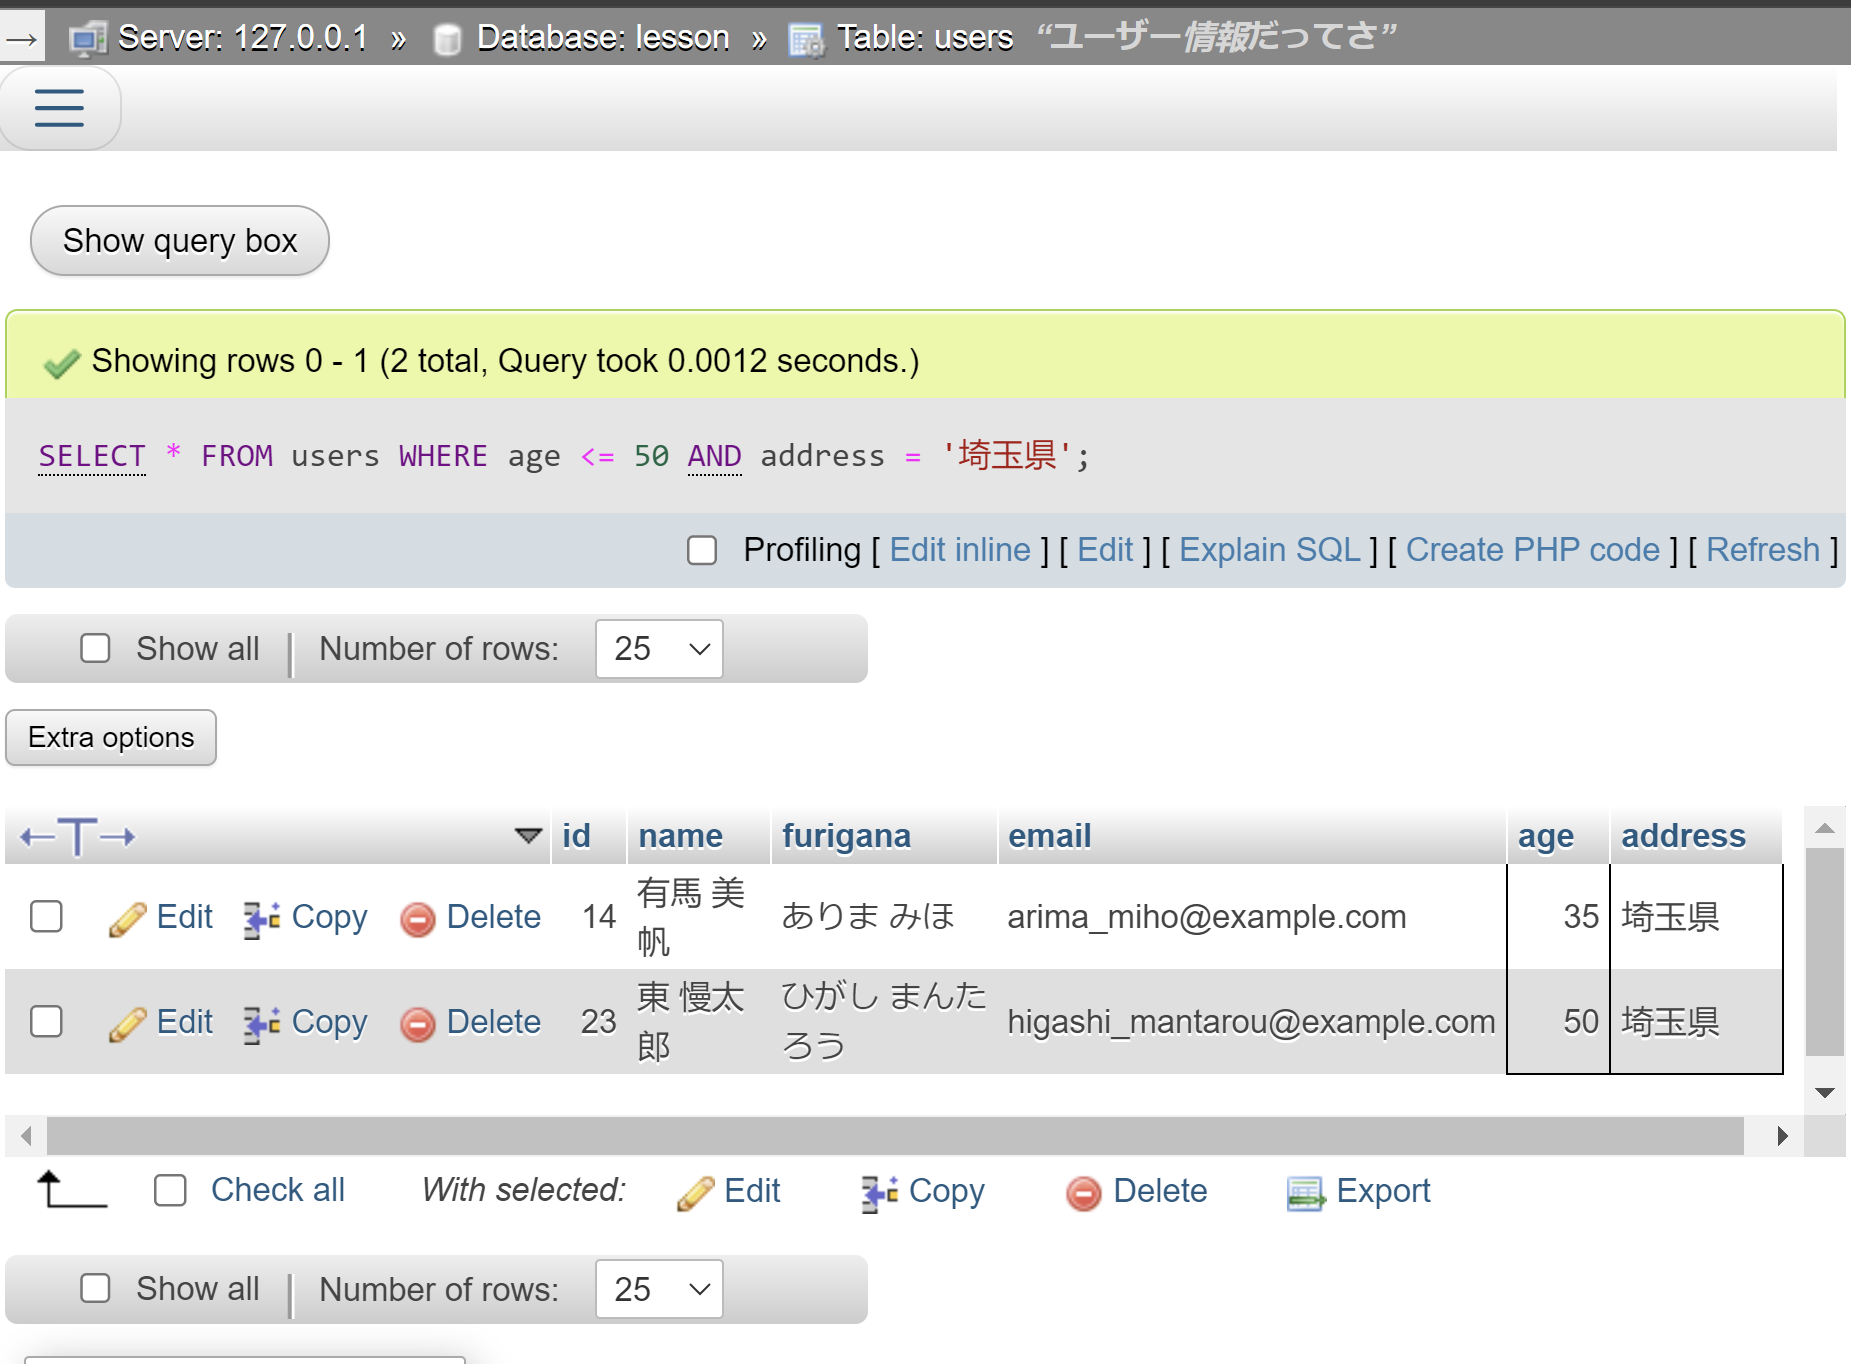 → Server: 127.0.0.1 » Database: lesson » Table: users “ユーザー情報だってさ”
Show query box
Showing rows 0 - 1 (2 total, Query took 0.0012 seconds.)
SELECT * FROM users WHERE age <= 50 AND address = '埼玉県';
Profiling [ Edit inline ] [ Edit ] [ Explain SQL ] [ Create PHP code ] [ Refresh ]
Show all | Number of rows: 25
Extra options
←T→ id name furigana email age address
Edit Copy Delete 14 有馬 美帆 ありま みほ arima_miho@example.com 35 埼玉県
Edit Copy Delete 23 東 慢太郎 ひがし まんたろう higashi_mantarou@example.com 50 埼玉県
Check all With selected: Edit Copy Delete Export
Show all | Number of rows: 25